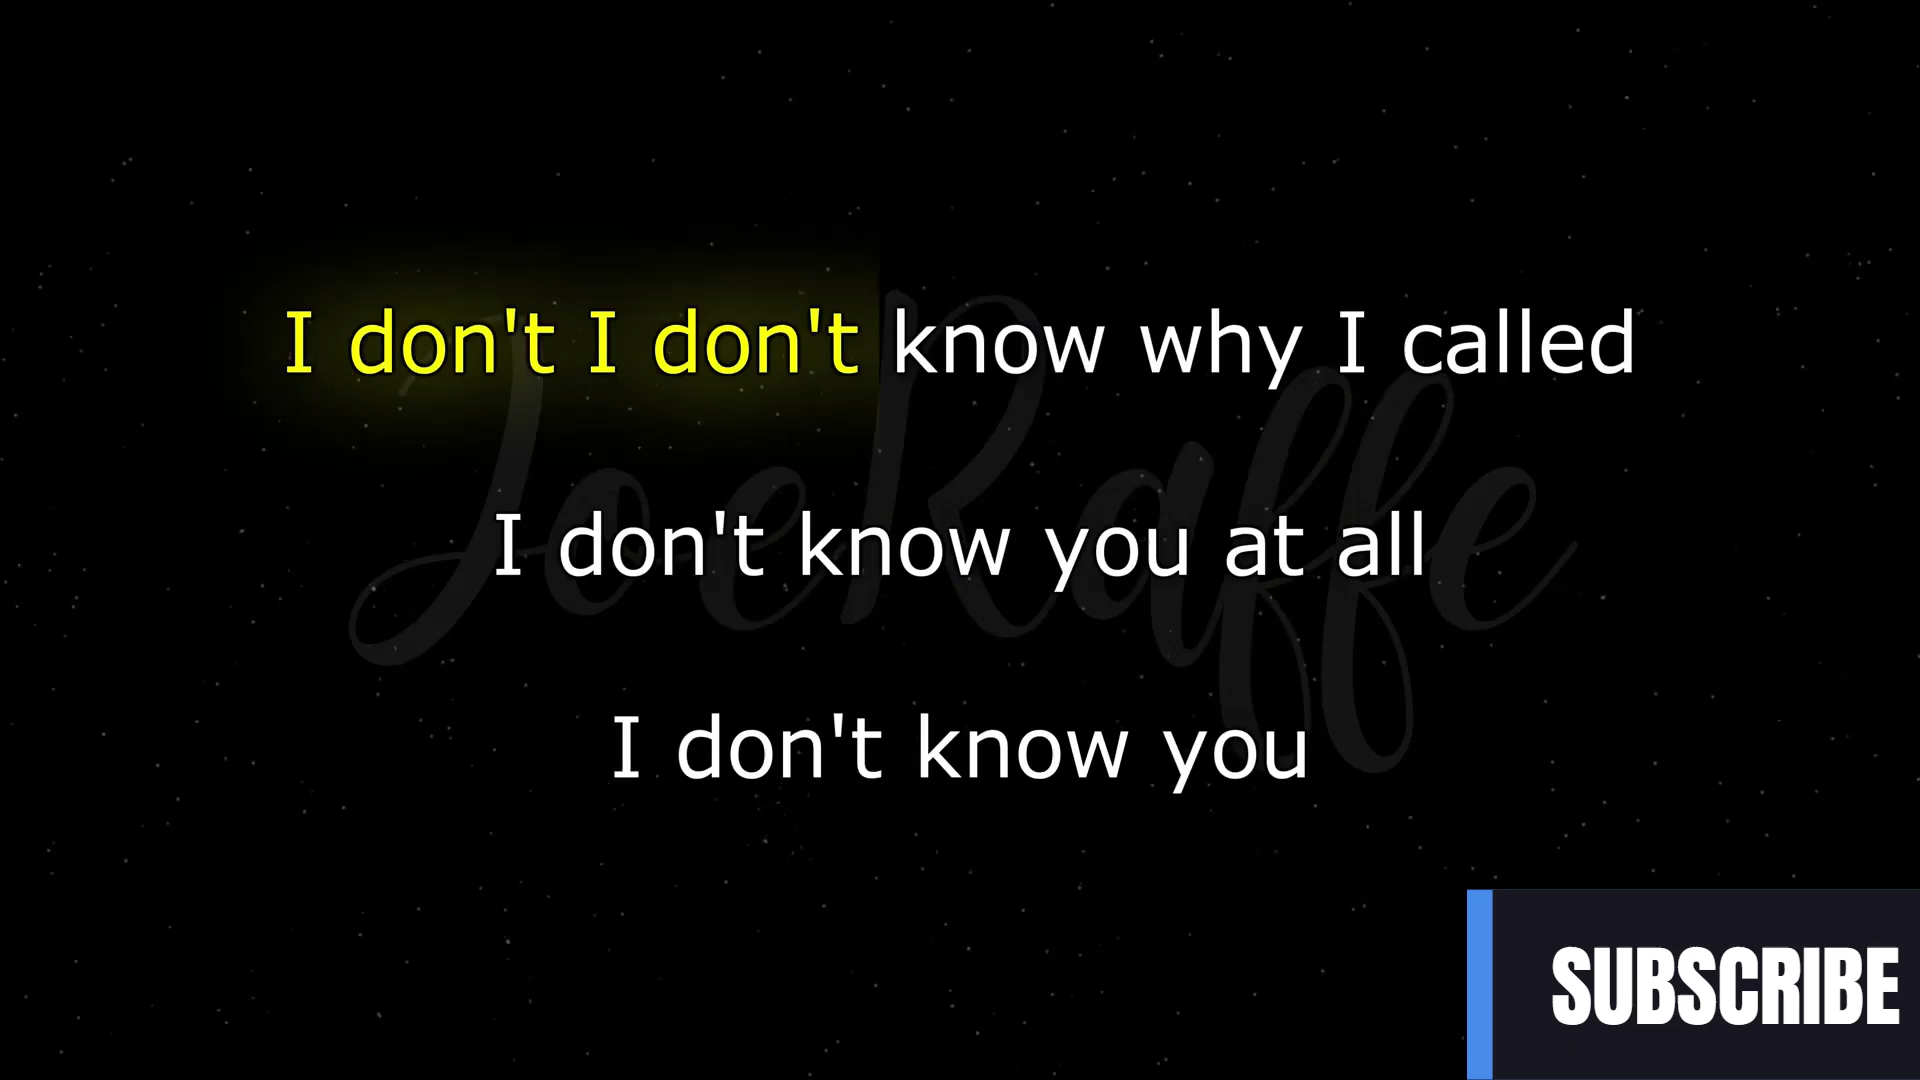 I don't I don't know why I called
I don't know you at all
I don't know you
JoeRaffe
SUBSCRIBE